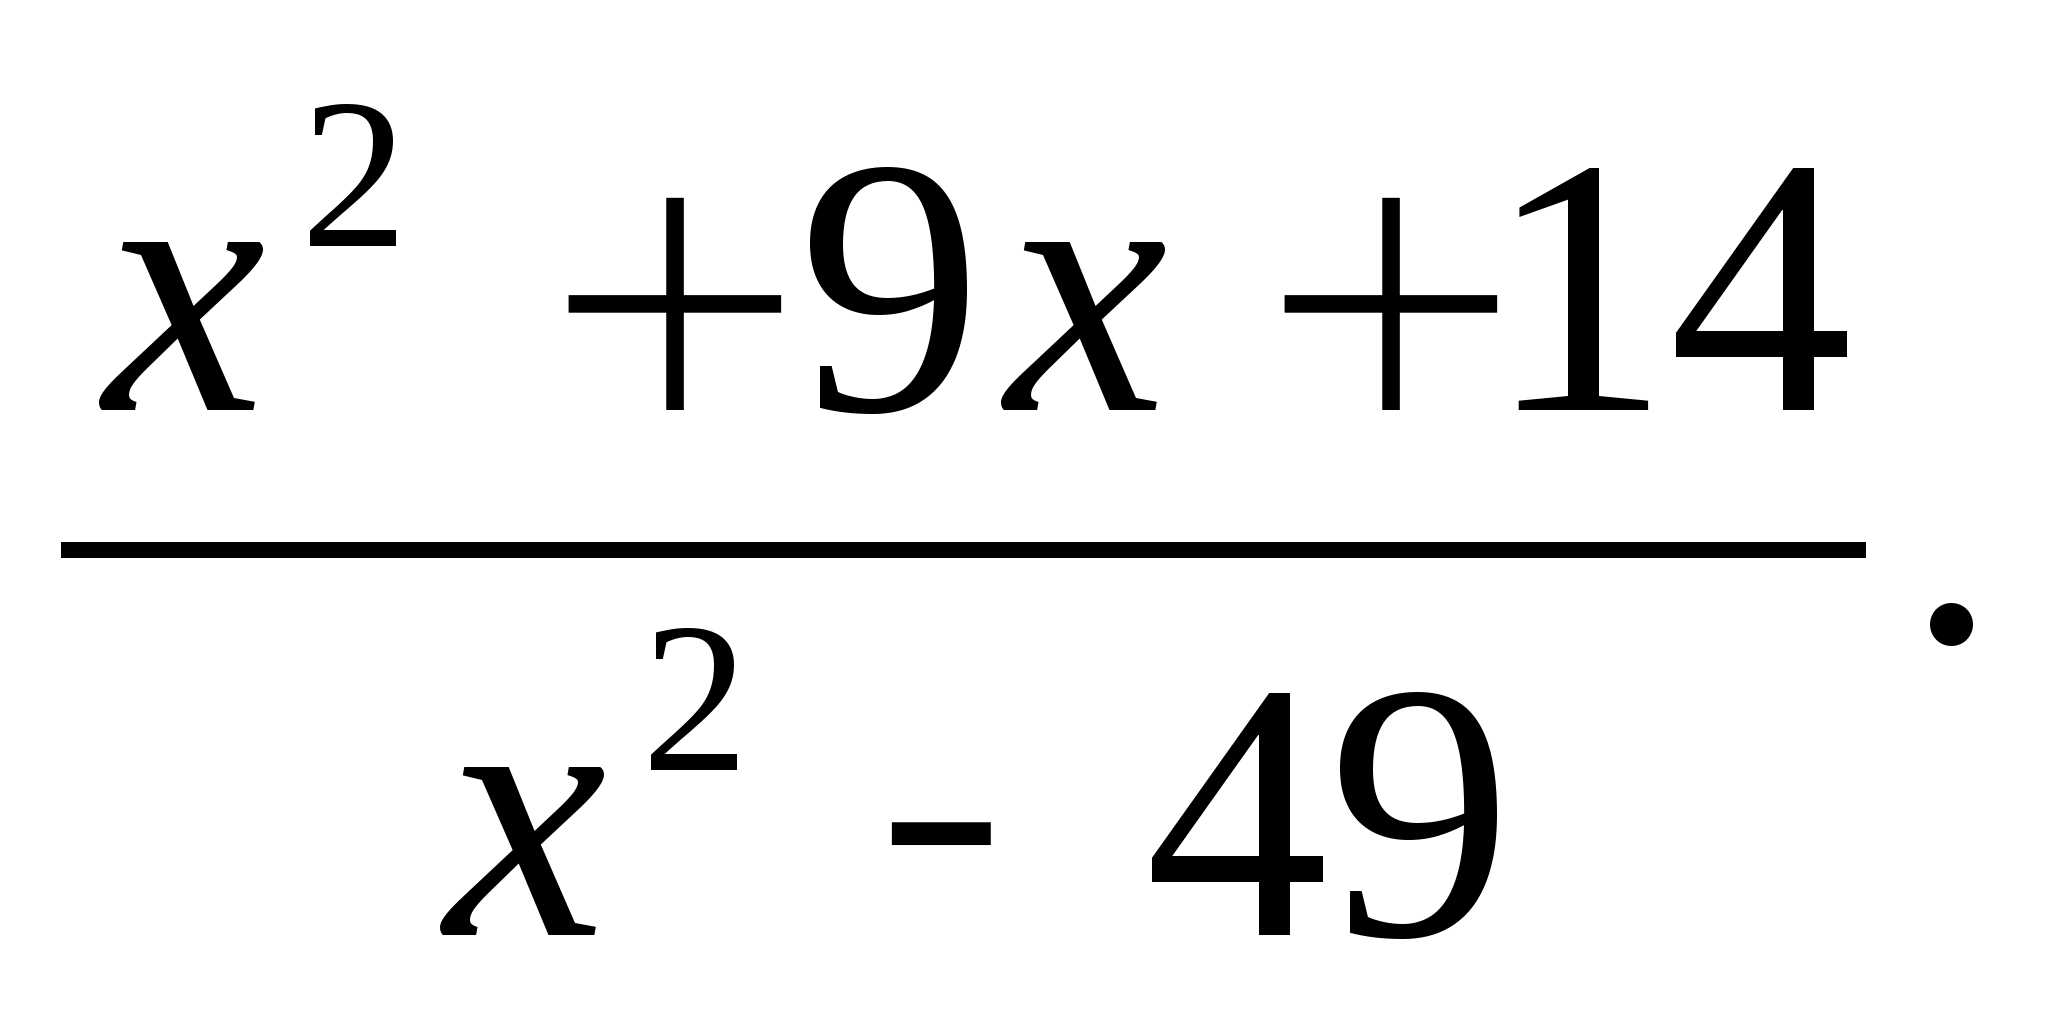 x² +9x +14
x² - 49 .